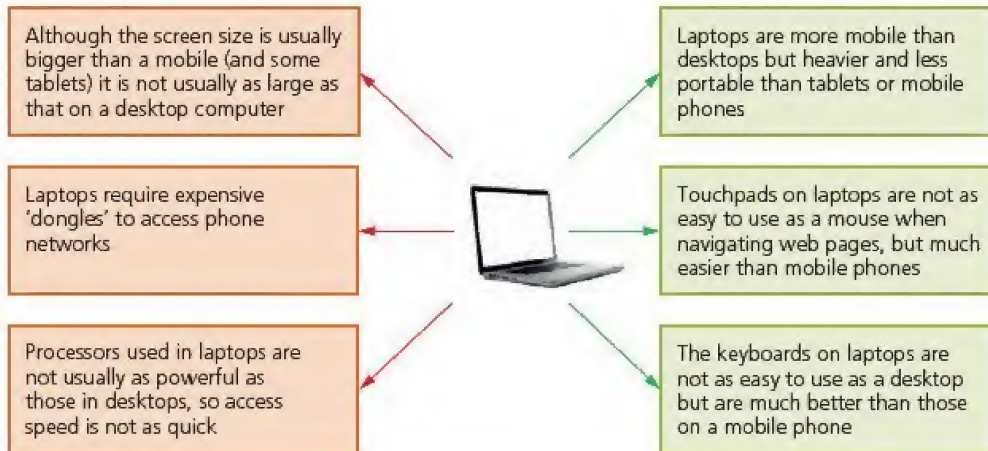 Although the screen size is usually
bigger than a mobile (and some
tablets) it is not usually as large as
that on a desktop computer
Laptops require expensive
'dongles' to access phone
networks
Processors used in laptops are
not usually as powerful as
those in desktops, so access
speed is not as quick
Laptops are more mobile than
desktops but heavier and less
portable than tablets or mobile
phones
Touchpads on laptops are not as
easy to use as a mouse when
navigating web pages, but much
easier than mobile phones
The keyboards on laptops are
not as easy to use as a desktop
but are much better than those
on a mobile phone